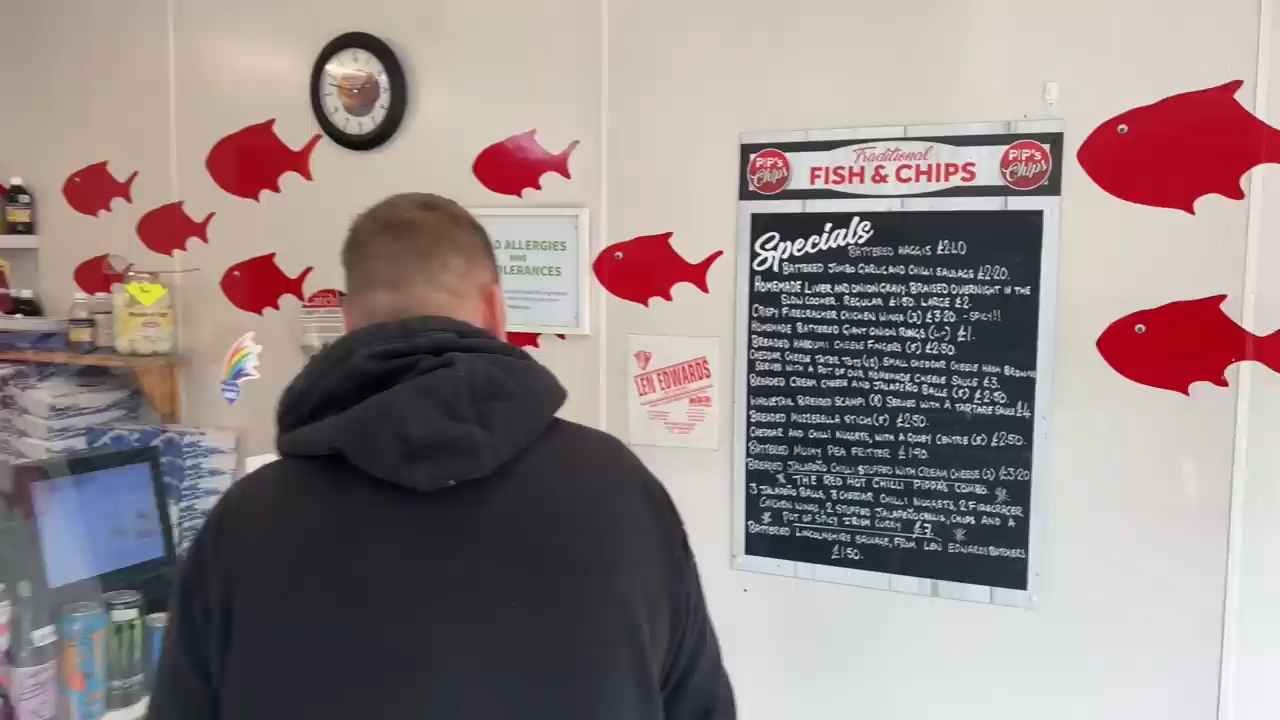 PIP'S
Chips
Traditional
FISH & CHIPS
PIP'S
Chips
Specials
BATTERED HAGGIS £2.10
BATTERED JUMBO GARLIC AND CHILLI SAUSAGE £2.20.
HOMEMADE LIVER AND ONION GRAVY. BRAISED OVERNIGHT IN THE
SLOW COOKER. REGULAR £1.50. LARGE £2.
CRISPY FIRECRACKER CHICKEN WINGS (3) £3.20. - SPICY!!
HOMEMADE BATTERED GIANT ONION RINGS £1.
BREADED HALLOUMI CHEESE FINGERS (5) £2.50.
CHEDDAR CHEESE TATER TOTS (12). SMALL CHEDDAR CHEESE HASH BROWNS
SERVED WITH A POT OF OUR HOMEMADE CHEESE SAUCE £3.
BREADED CREAM CHEESE AND JALAPEÑO BALLS (5) £2.50.
WHOLETAIL BREADED SCAMPI (8) SERVED WITH A TARTARE SAUCE £4
BREADED MOZZERELLA STICKS (5) £2.50.
CHEDDAR AND CHILLI NUGGETS, WITH A GOOEY CENTRE (5) £2.50.
BATTERED MUSHY PEA FRITTER £1.90.
BREADED JALAPEÑO CHILLI STUFFED WITH CREAM CHEESE (3) £3.20
THE RED HOT CHILLI PIPPAS COMBO.
3 JALAPEÑO BALLS, 3 CHEDDAR CHILLI NUGGETS, 2 FIRECRACER
CHICKEN WINGS, 2 STUFFED JALAPEÑO CHILLIS, CHIPS AND A
POT OF SPICY IRISH CURRY £7
BATTERED LINCOLNSHIRE SAUSAGE, FROM LEN EDWARDS BUTCHERS
£1.50.
ALLERGIES
and
LEN EDWARDS